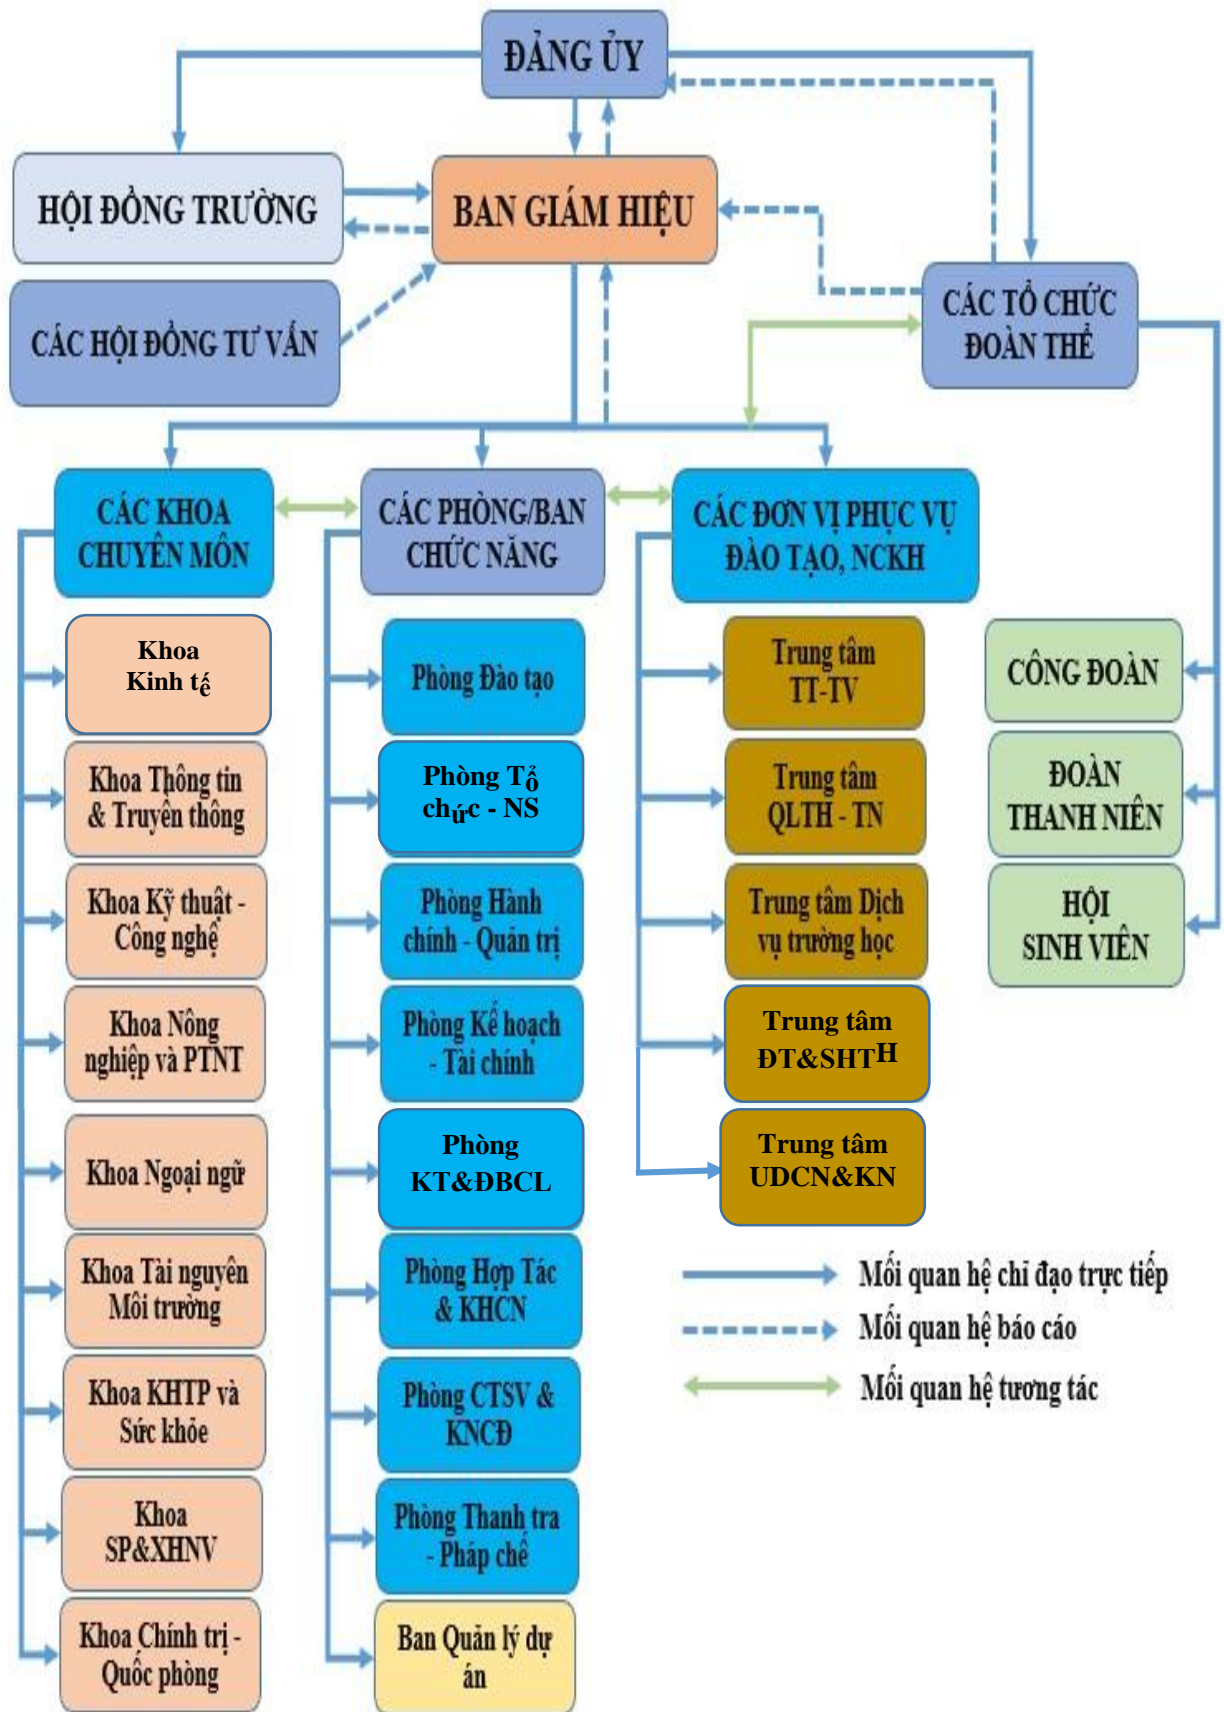 ĐẢNG ỦY
HỘI ĐỒNG TRƯỜNG
BAN GIÁM HIỆU
CÁC HỘI ĐỒNG TƯ VẤN
CÁC TỔ CHỨC
ĐOÀN THỂ
CÁC KHOA
CHUYÊN MÔN
CÁC PHÒNG/BAN
CHỨC NĂNG
CÁC ĐƠN VỊ PHỤC VỤ
ĐÀO TẠO, NCKH
Khoa
Kinh tế
Khoa Thông tin
& Truyền thông
Khoa Kỹ thuật -
Công nghệ
Khoa Nông
nghiệp và PTNT
Khoa Ngoại ngữ
Khoa Tài nguyên
Môi trường
Khoa KHTP và
Sức khỏe
Khoa
SP&XHNV
Khoa Chính trị -
Quốc phòng
Phòng Đào tạo
Phòng Tổ
chức - NS
Phòng Hành
chính - Quản trị
Phòng Kế hoạch
- Tài chính
Phòng
KT&ĐBCL
Phòng Hợp Tác
& KHCN
Phòng CTSV &
KNCĐ
Phòng Thanh tra
- Pháp chế
Ban Quản lý dự
án
Trung tâm
TT-TV
Trung tâm
QLTH - TN
Trung tâm Dịch
vụ trường học
Trung tâm
ĐT&SHTH
Trung tâm
UDCN&KN
CÔNG ĐOÀN
ĐOÀN
THANH NIÊN
HỘI
SINH VIÊN
Mối quan hệ chỉ đạo trực tiếp
Mối quan hệ báo cáo
Mối quan hệ tương tác